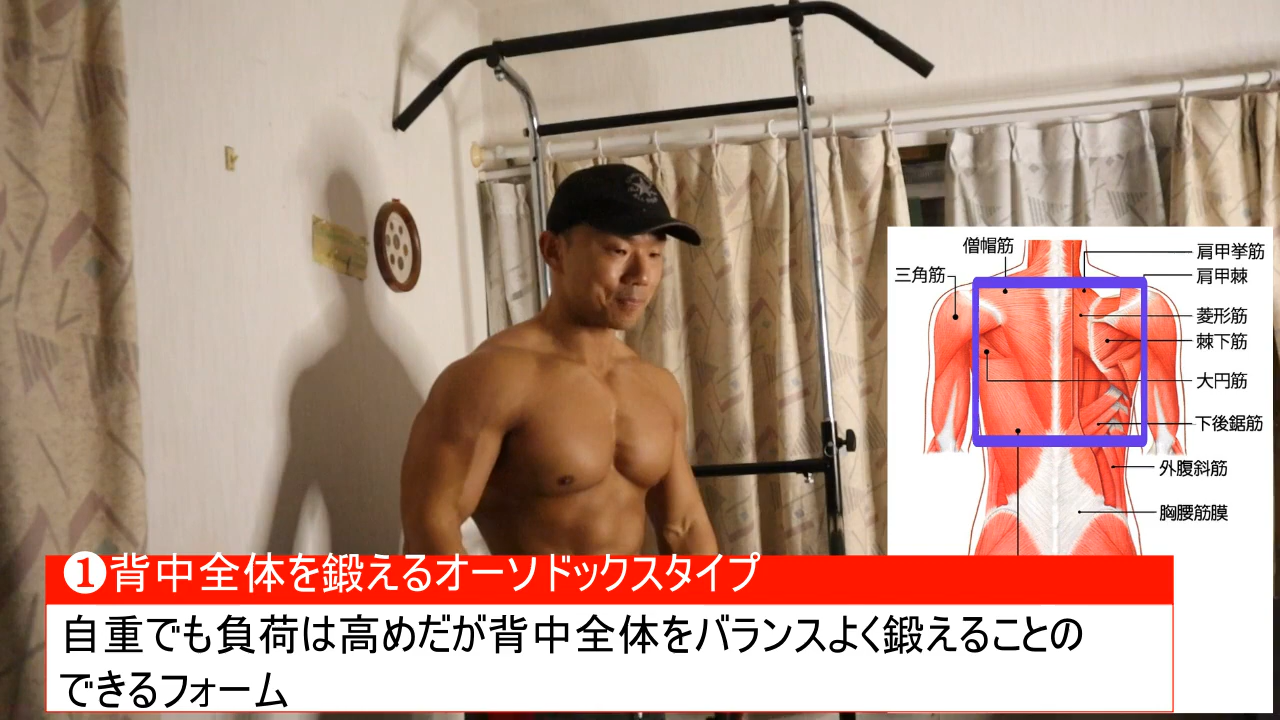 僧帽筋
三角筋
肩甲挙筋
肩甲棘
菱形筋
棘下筋
大円筋
下後鋸筋
外腹斜筋
胸腰筋膜
❶背中全体を鍛えるオーソドックスタイプ
自重でも負荷は高めだが背中全体をバランスよく鍛えることの
できるフォーム